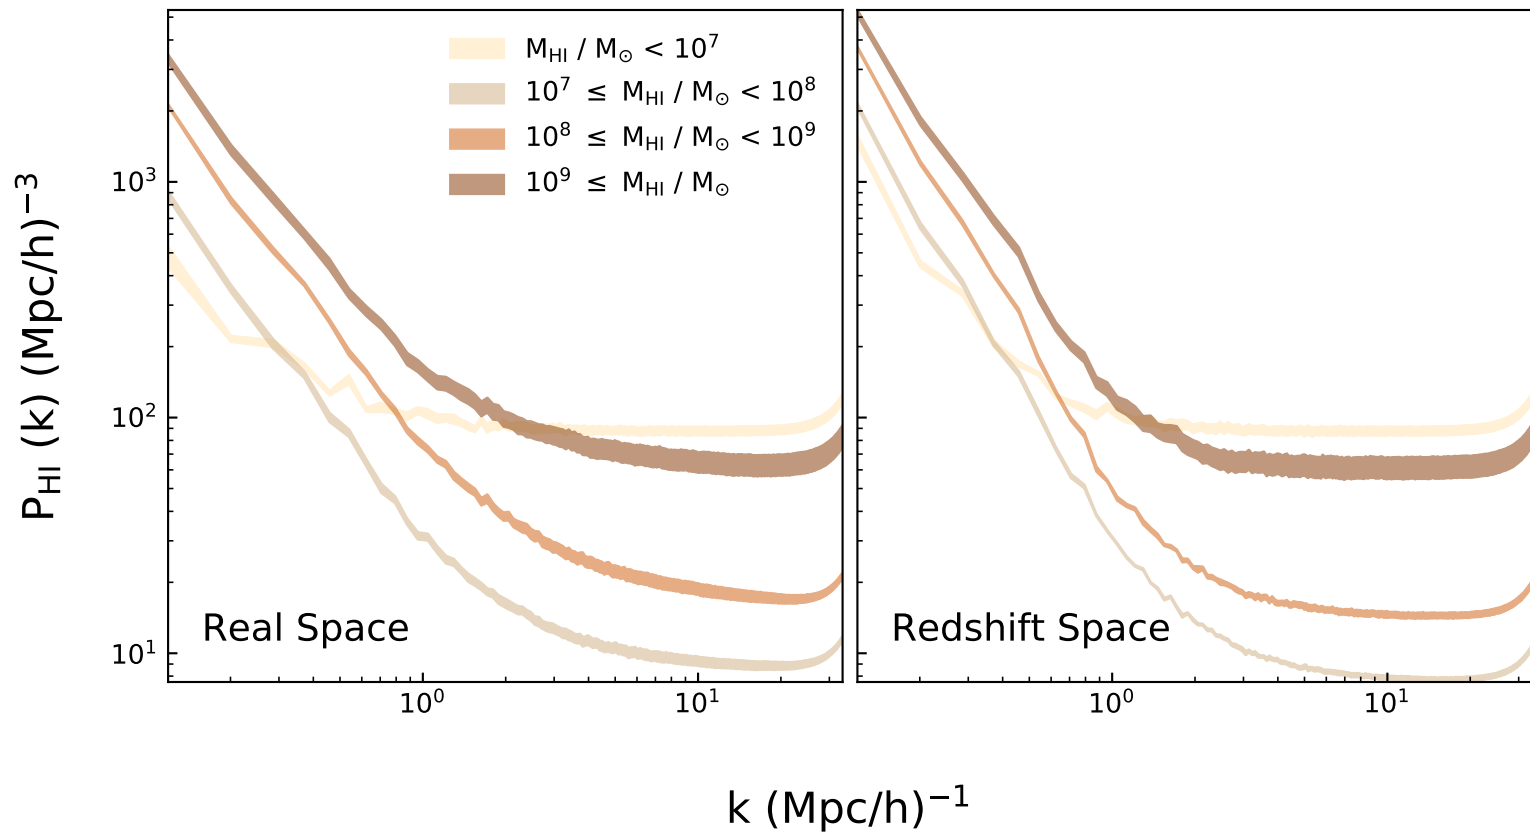 P_HI (k) (Mpc/h)^−3
10^3
10^2
10^1
M_HI / M_⊙ < 10^7
10^7 ≤ M_HI / M_⊙ < 10^8
10^8 ≤ M_HI / M_⊙ < 10^9
10^9 ≤ M_HI / M_⊙
Real Space
Redshift Space
10^0
10^1
10^0
10^1
k (Mpc/h)^−1